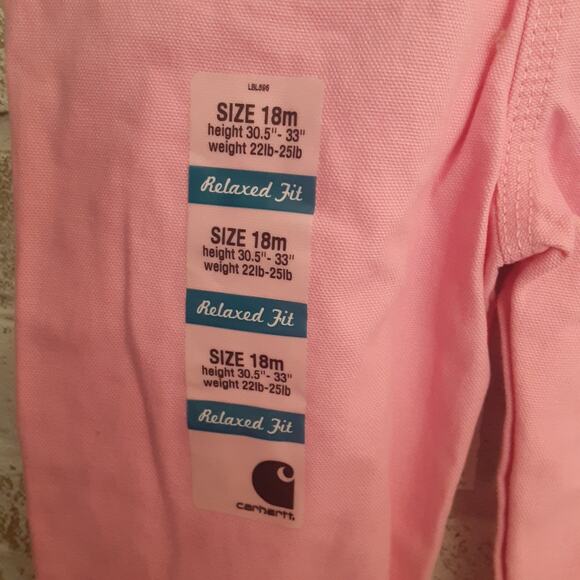 LBL696
SIZE 18m
height 30.5"- 33"
weight 22lb-25lb
Relaxed Fit
SIZE 18m
height 30.5"- 33"
weight 22lb-25lb
Relaxed Fit
SIZE 18m
height 30.5"- 33"
weight 22lb-25lb
Relaxed Fit
carhartt.